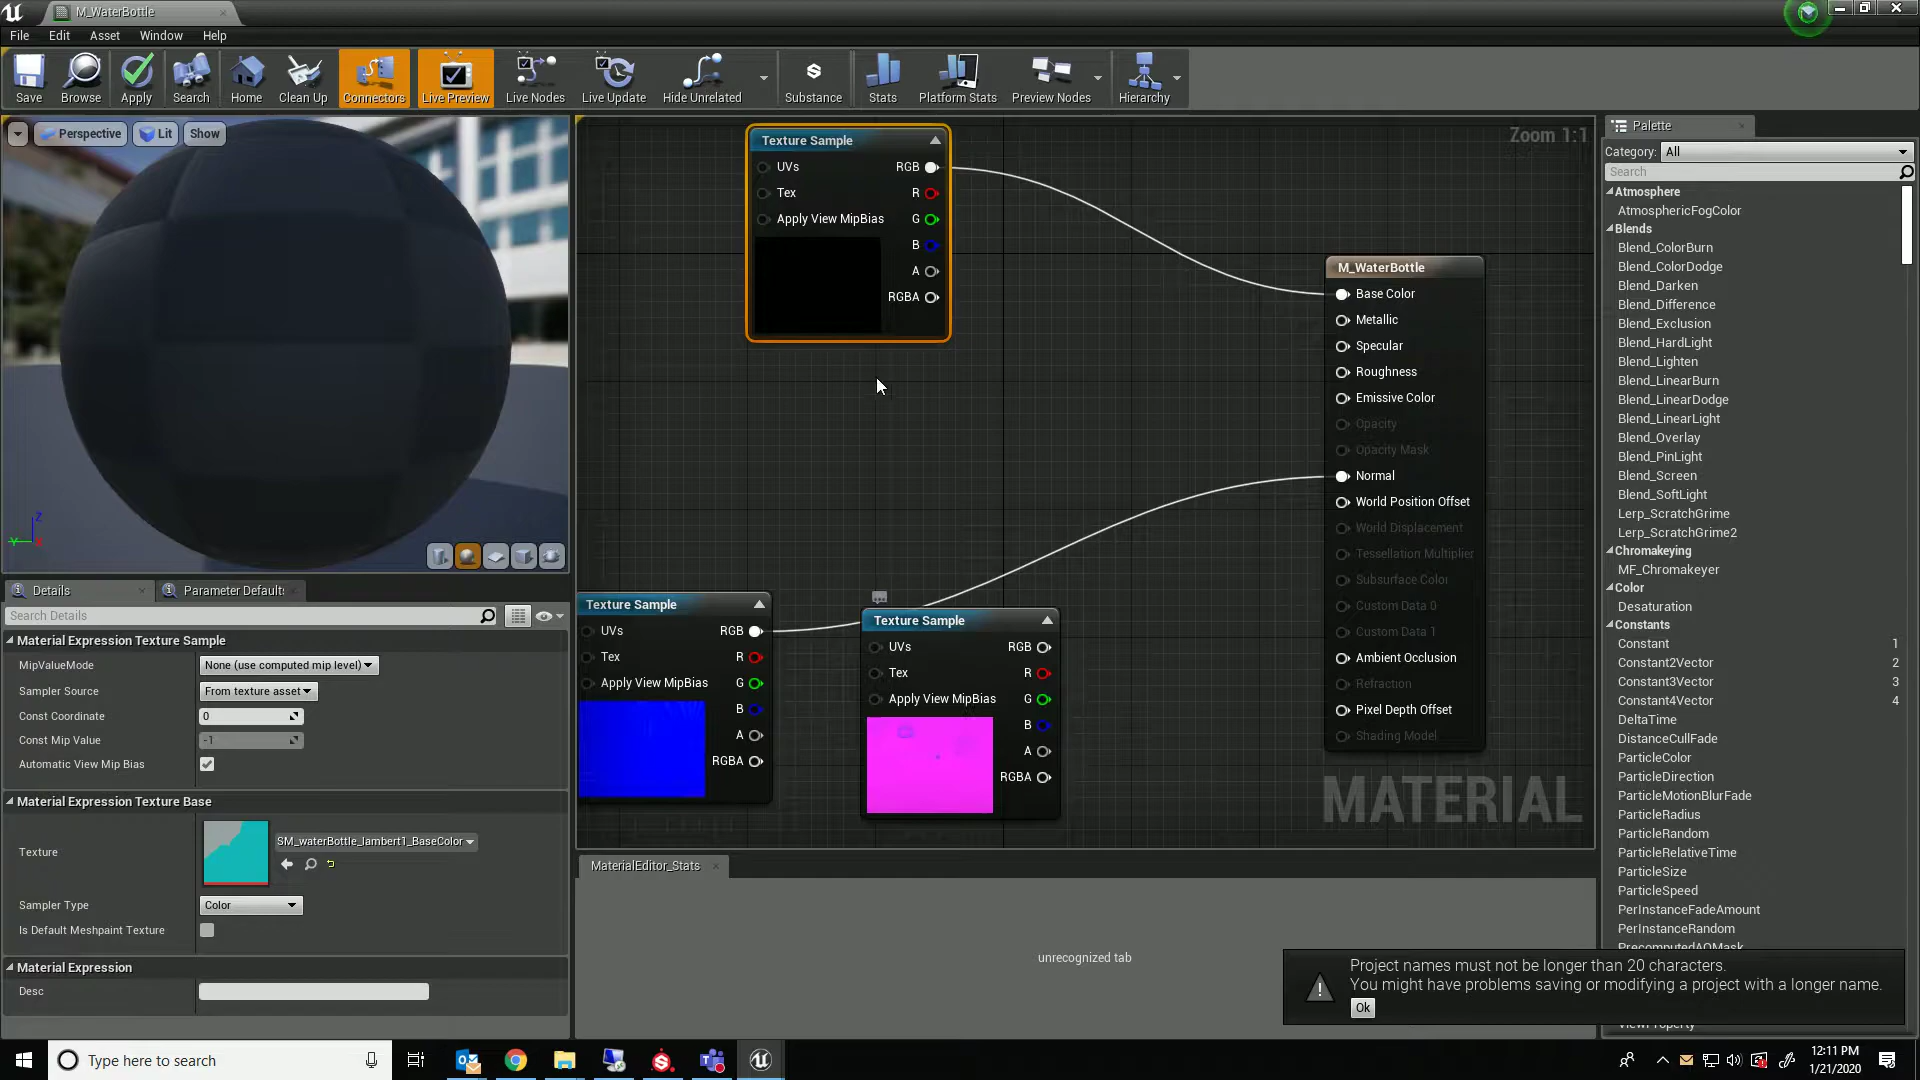 M_WaterBottle
File Edit Asset Window Help
Save Browse Apply Search Home Clean Up Connectors Live Preview Live Nodes Live Update Hide Unrelated Substance Stats Platform Stats Preview Nodes Hierarchy
Perspective Lit Show
Zoom 1:1
Texture Sample
UVs RGB
Tex R
Apply View MipBias G
B
A
RGBA
M_WaterBottle
Base Color
Metallic
Specular
Roughness
Emissive Color
Opacity
Opacity Mask
Normal
World Position Offset
World Displacement
Tessellation Multiplier
Subsurface Color
Custom Data 0
Custom Data 1
Ambient Occlusion
Refraction
Pixel Depth Offset
Shading Model
Texture Sample
UVs RGB
Tex R
Apply View MipBias G
B
A
RGBA
Texture Sample
UVs RGB
Tex R
Apply View MipBias G
B
A
RGBA
MATERIAL
Z
Y
Details Parameter Defaults
Search Details
Material Expression Texture Sample
MipValueMode None (use computed mip level)
Sampler Source From texture asset
Const Coordinate 0
Const Mip Value -1
Automatic View Mip Bias
Material Expression Texture Base
Texture SM_waterBottle_lambert1_BaseColor
Sampler Type Color
Is Default Meshpaint Texture
Material Expression
Desc
MaterialEditor_Stats
unrecognized tab
Palette
Category: All
Search
Atmosphere
AtmosphericFogColor
Blends
Blend_ColorBurn
Blend_ColorDodge
Blend_Darken
Blend_Difference
Blend_Exclusion
Blend_HardLight
Blend_Lighten
Blend_LinearBurn
Blend_LinearDodge
Blend_LinearLight
Blend_Overlay
Blend_PinLight
Blend_Screen
Blend_SoftLight
Lerp_ScratchGrime
Lerp_ScratchGrime2
Chromakeying
MF_Chromakeyer
Color
Desaturation
Constants
Constant 1
Constant2Vector 2
Constant3Vector 3
Constant4Vector 4
DeltaTime
DistanceCullFade
ParticleColor
ParticleDirection
ParticleMotionBlurFade
ParticleRadius
ParticleRandom
ParticleRelativeTime
ParticleSize
ParticleSpeed
PerInstanceFadeAmount
PerInstanceRandom
PrecomputedAOMask
ViewProperty
Project names must not be longer than 20 characters.
You might have problems saving or modifying a project with a longer name.
Ok
Type here to search
12:11 PM
1/21/2020